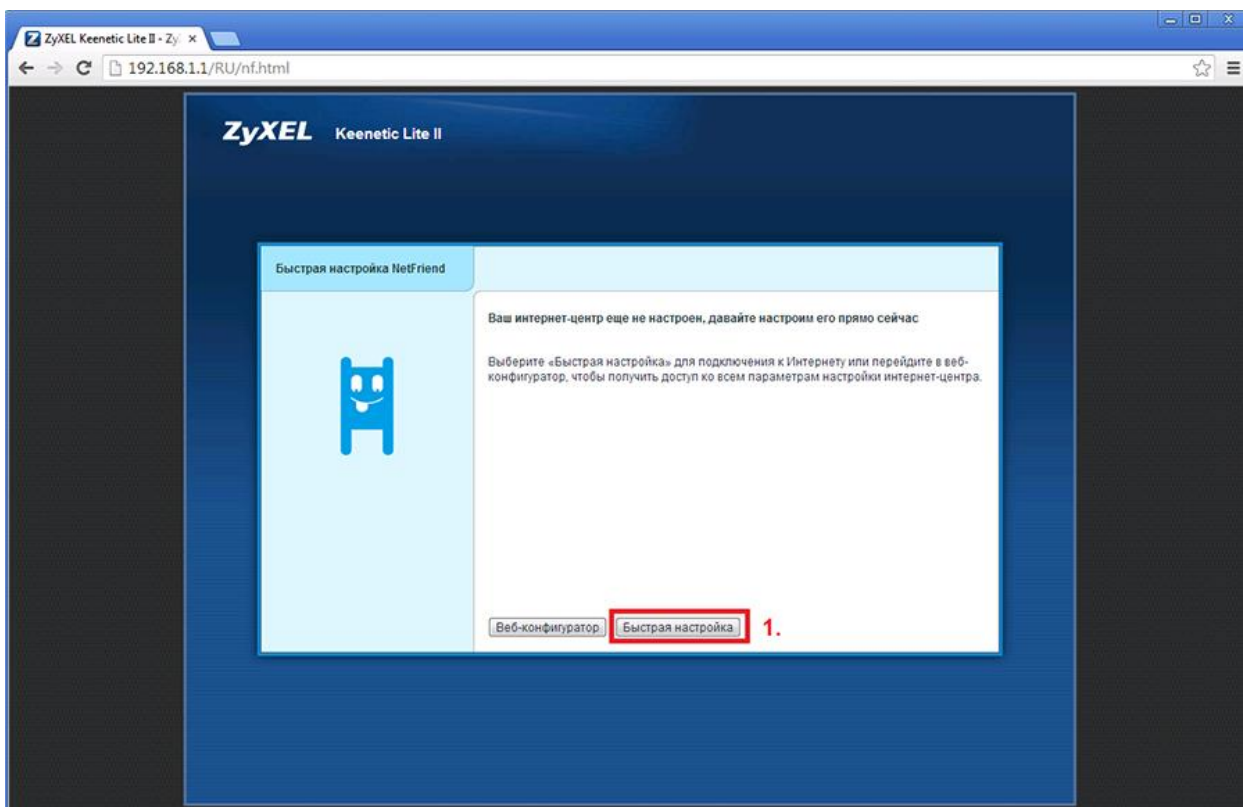 ZyXEL Keenetic Lite II - Zy
192.168.1.1/RU/nf.html
ZyXEL Keenetic Lite II
Быстрая настройка NetFriend
Ваш интернет-центр еще не настроен, давайте настроим его прямо сейчас
Выберите «Быстрая настройка» для подключения к Интернету или перейдите в веб-
конфигуратор, чтобы получить доступ ко всем параметрам настройки интернет-центра.
Веб-конфигуратор Быстрая настройка 1.